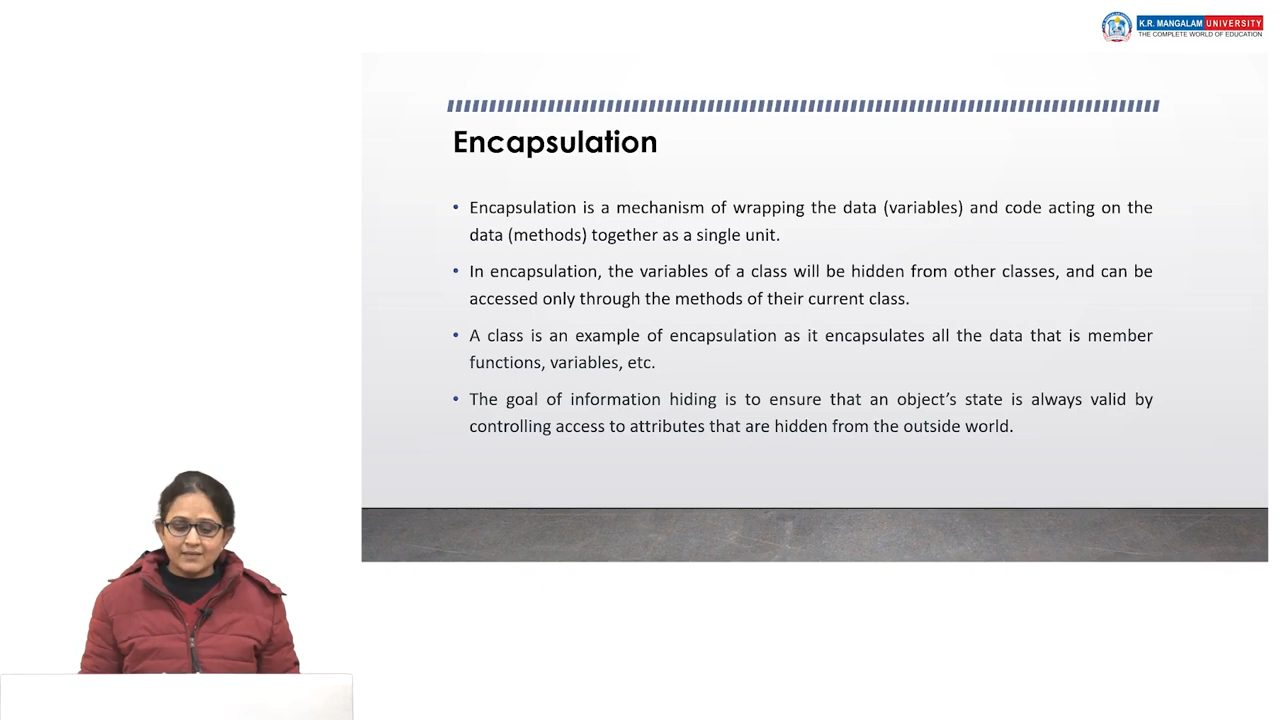 K.R. MANGALAM UNIVERSITY
THE COMPLETE WORLD OF EDUCATION
Encapsulation
• Encapsulation is a mechanism of wrapping the data (variables) and code acting on the
data (methods) together as a single unit.
• In encapsulation, the variables of a class will be hidden from other classes, and can be
accessed only through the methods of their current class.
• A class is an example of encapsulation as it encapsulates all the data that is member
functions, variables, etc.
• The goal of information hiding is to ensure that an object’s state is always valid by
controlling access to attributes that are hidden from the outside world.